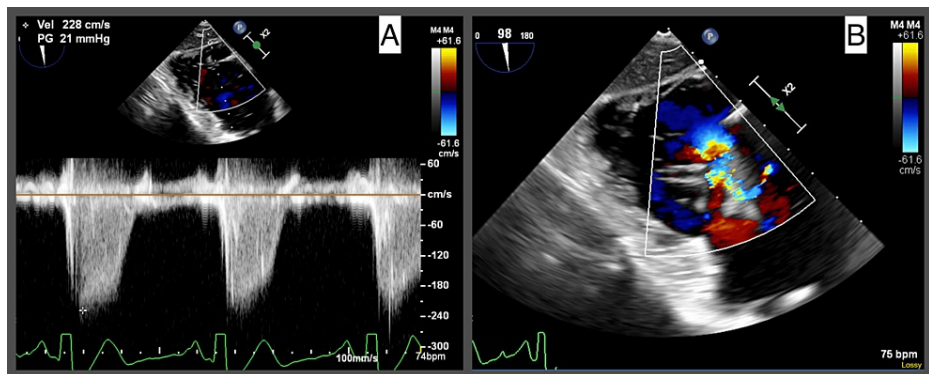 Vel 228 cm/s
PG 21 mmHg
P
X2
A
M4 M4
+61.6
-61.6
cm/s
60
cm/s
-60
-120
-180
-240
-300
100mm/s
74bpm
0 98 180
P
X2
B
M4 M4
+61.6
-61.6
cm/s
75 bpm
Lossy